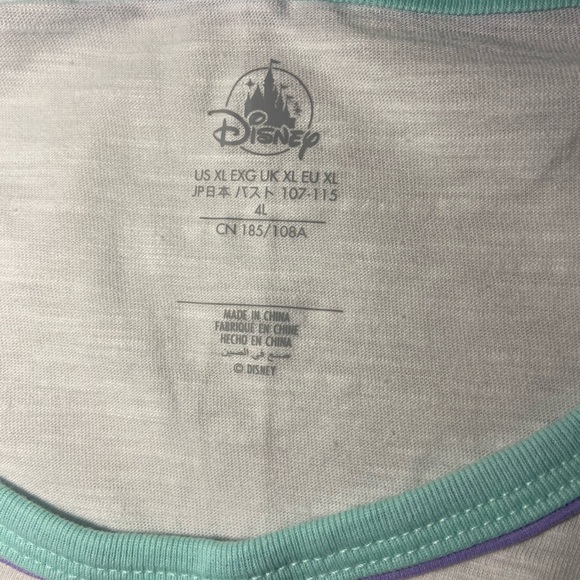 Disney
US XL EXG UK XL EU XL
JP日本 バスト 107-115
4L
CN 185/108A
MADE IN CHINA
FABRIQUÉ EN CHINE
HECHO EN CHINA
صنع في الصين
© DISNEY